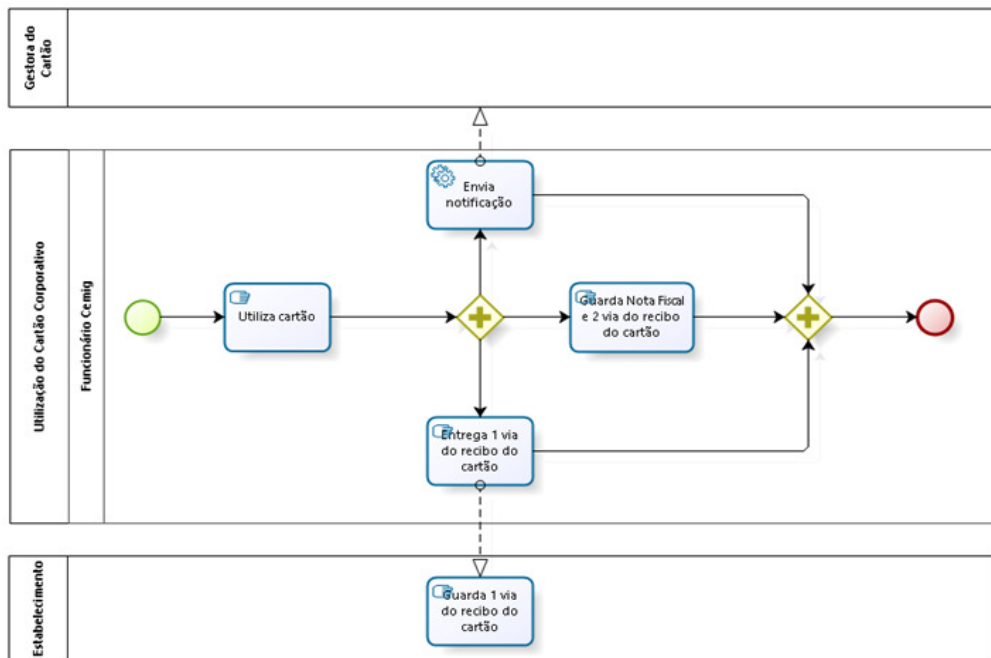 Gestora do
Cartão
Utilização do Cartão Corporativo
Funcionário Cemig
Envia
notificação
Utiliza cartão
Guarda Nota Fiscal
e 2 via do recibo
do cartão
Entrega 1 via
do recibo do
cartão
Estabelecimento
Guarda 1 via
do recibo do
cartão